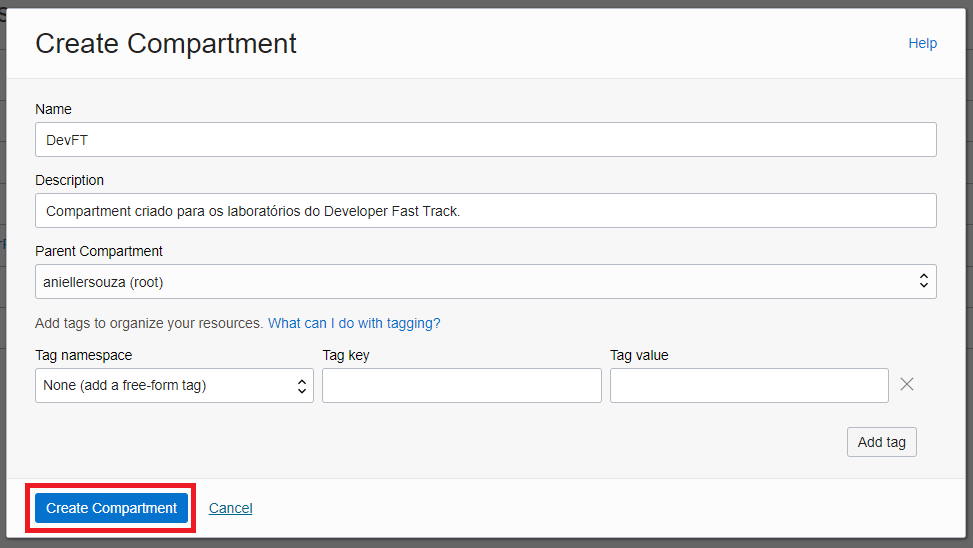 Create Compartment
Help
Name
DevFT
Description
Compartment criado para os laboratórios do Developer Fast Track.
Parent Compartment
aniellersouza (root)
Add tags to organize your resources. What can I do with tagging?
Tag namespace Tag key Tag value
None (add a free-form tag)
Add tag
Create Compartment Cancel